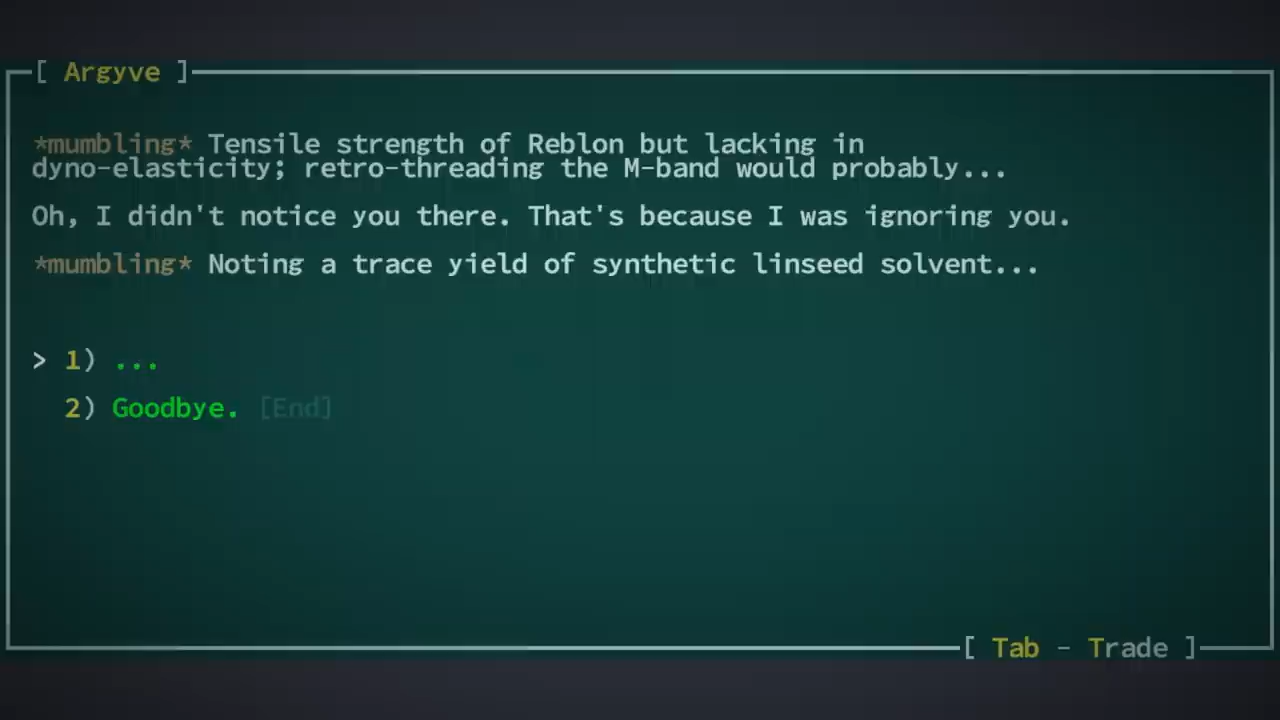 [ Argyve ]
*mumbling* Tensile strength of Reblon but lacking in
dyno-elasticity; retro-threading the M-band would probably...
Oh, I didn't notice you there. That's because I was ignoring you.
*mumbling* Noting a trace yield of synthetic linseed solvent...
> 1) ...
2) Goodbye. [End]
[ Tab - Trade ]